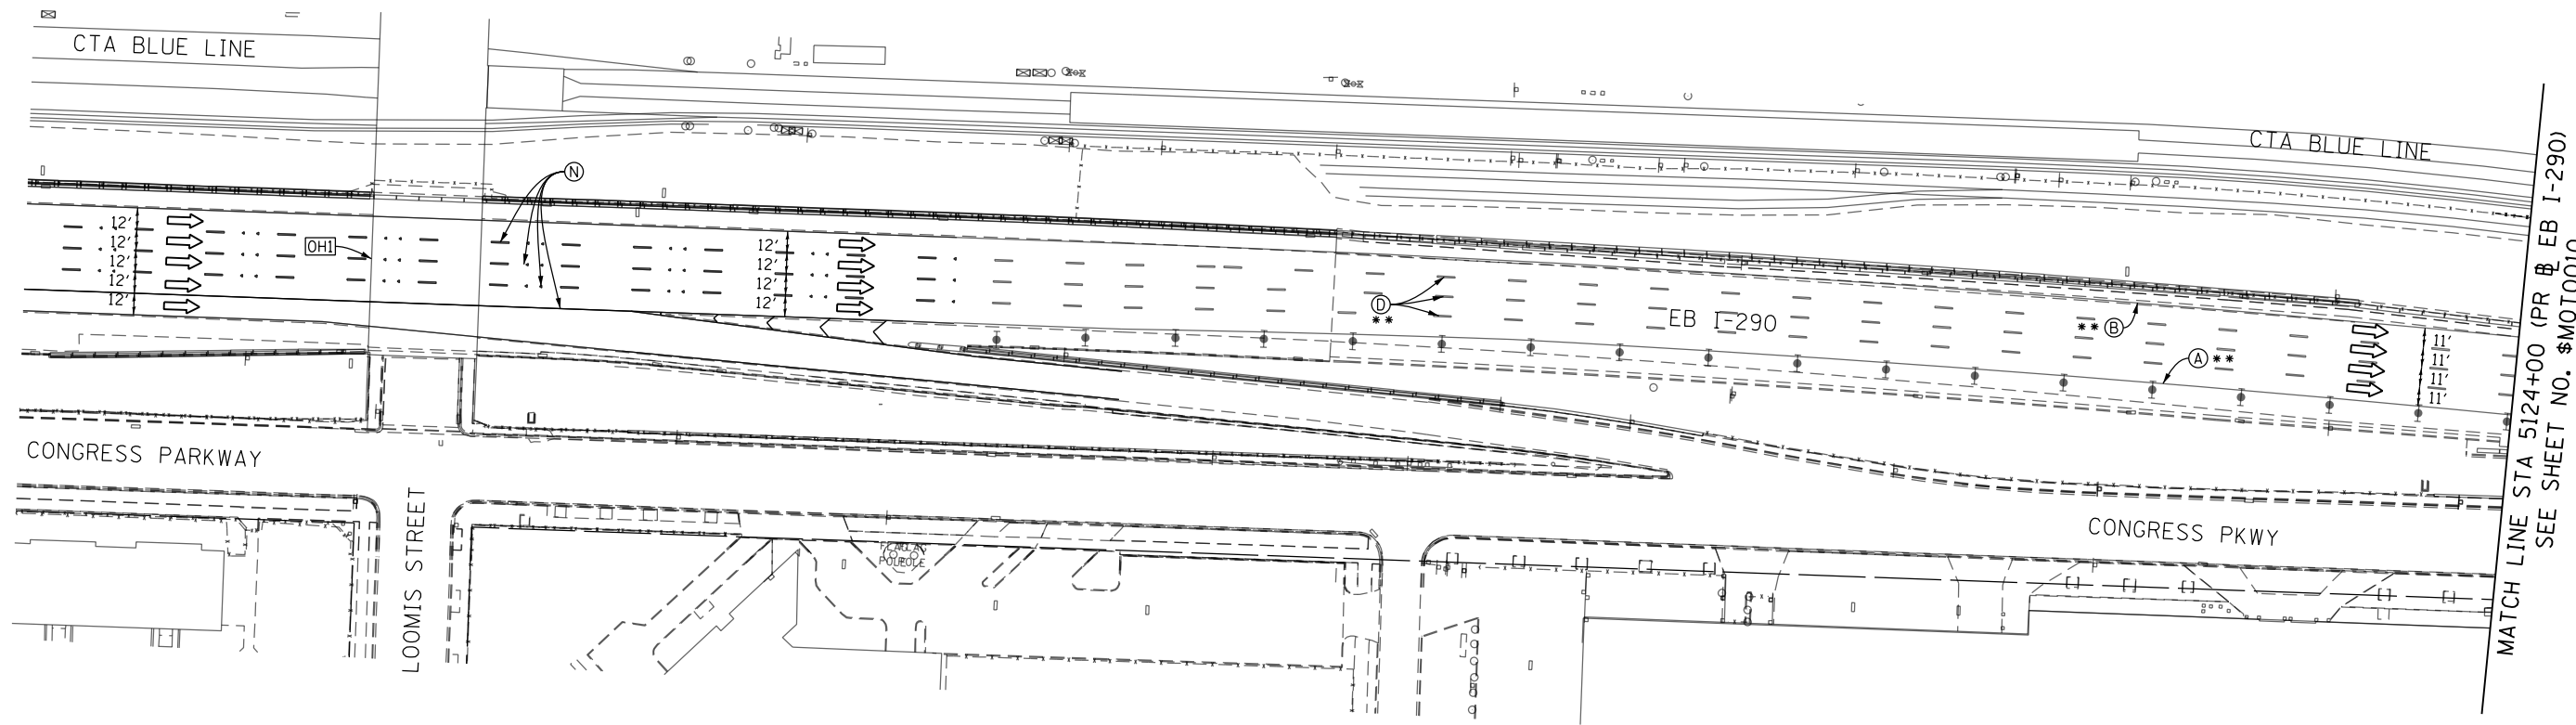 CTA BLUE LINE
CTA BLUE LINE
N
12'
12'
12'
12'
12'
OH1
12'
12'
12'
12'
D
**
EB I-290
** B
A **
11'
11'
11'
11'
CONGRESS PARKWAY
LOOMIS STREET
CONGRESS PKWY
MATCH LINE STA 5124+00 (PR B EB I-290)
SEE SHEET NO. $MOT0010